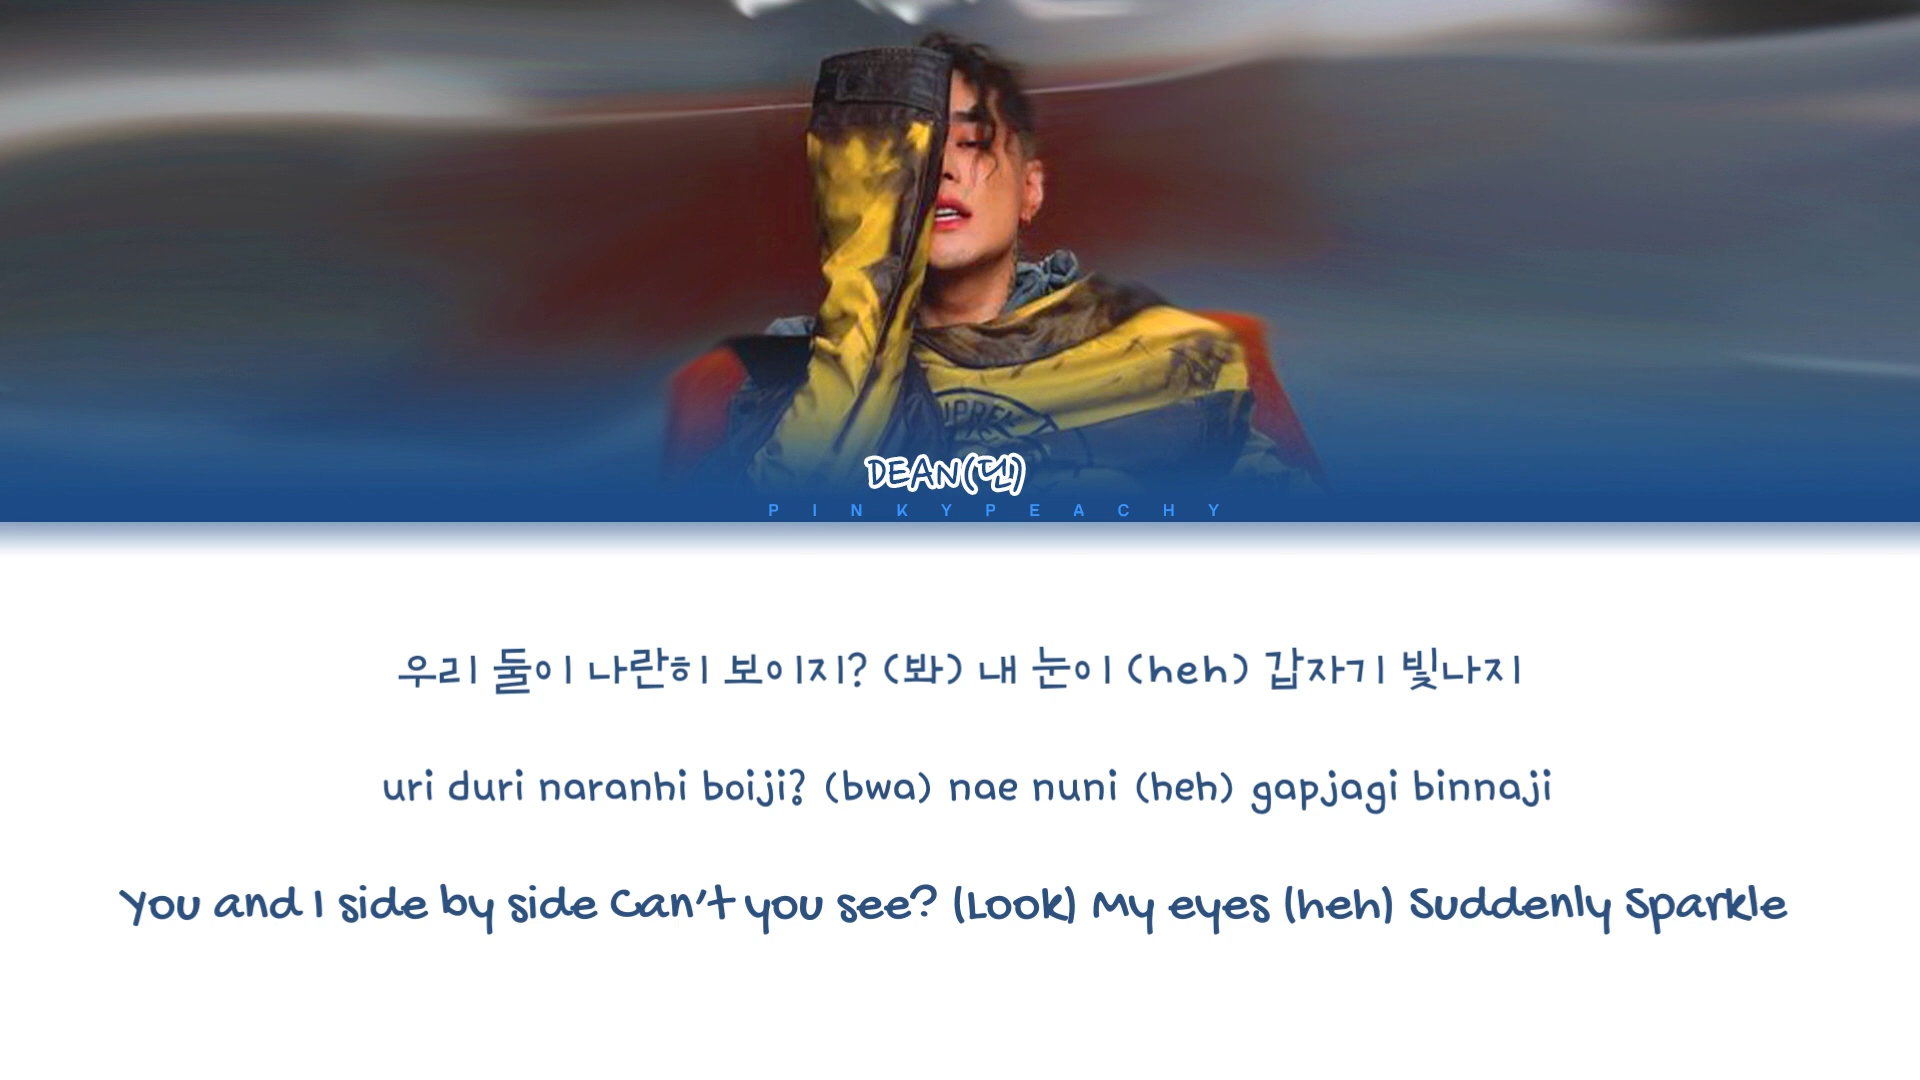 DEAN(딘)
PINKYPEACHY
우리 둘이 나란히 보이지? (봐) 내 눈이 (heh) 갑자기 빛나지
uri duri naranhi boiji? (bwa) nae nuni (heh) gapjagi binnaji
You and I side by side Can't you see? (Look) My eyes (heh) Suddenly Sparkle